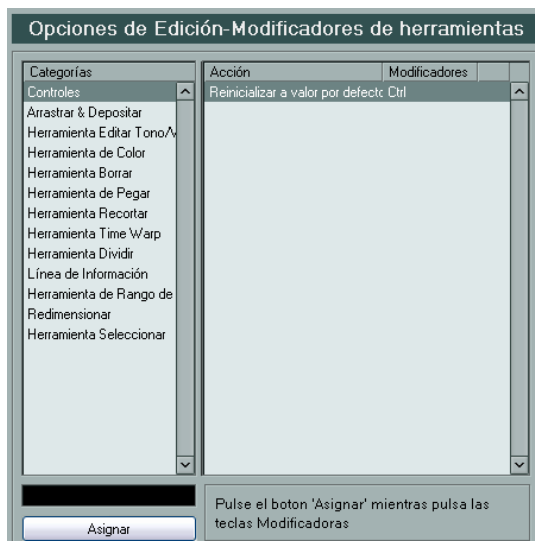 Opciones de Edición-Modificadores de herramientas
Categorías
Controles
Arrastrar & Depositar
Herramienta Editar Tono/V
Herramienta de Color
Herramienta Borrar
Herramienta de Pegar
Herramienta Recortar
Herramienta Time Warp
Herramienta Dividir
Línea de Información
Herramienta de Rango de
Redimensionar
Herramienta Seleccionar
Acción Modificadores
Reinicializar a valor por defecto Ctrl
Asignar
Pulse el boton 'Asignar' mientras pulsa las
teclas Modificadoras